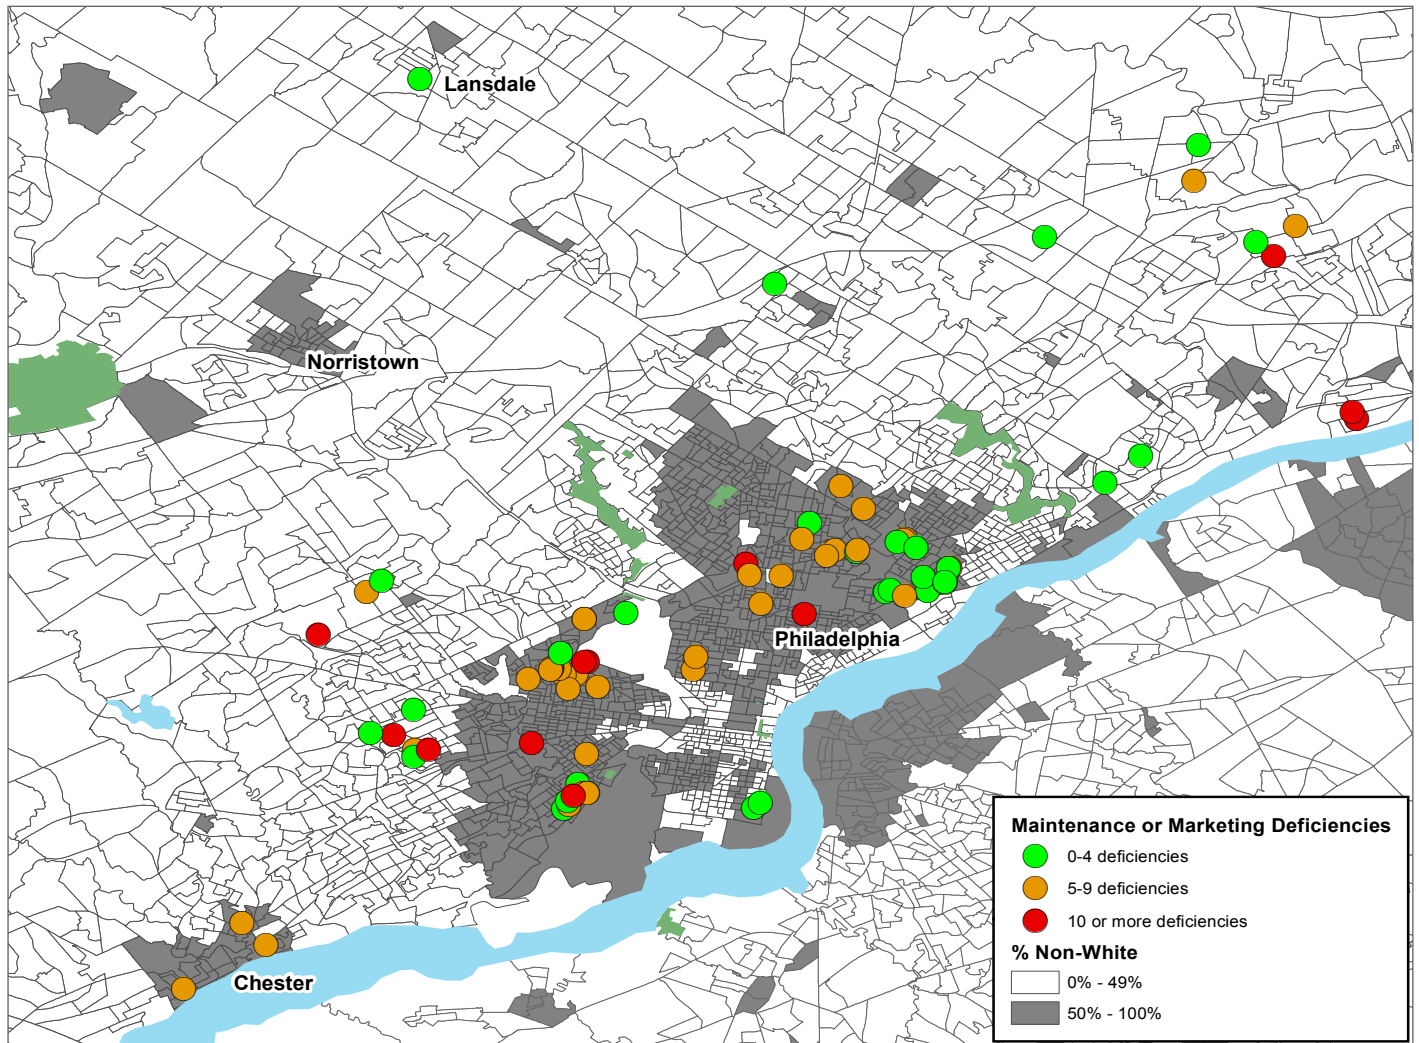 Lansdale
Norristown
Philadelphia
Chester
Maintenance or Marketing Deficiencies
0-4 deficiencies
5-9 deficiencies
10 or more deficiencies
% Non-White
0% - 49%
50% - 100%